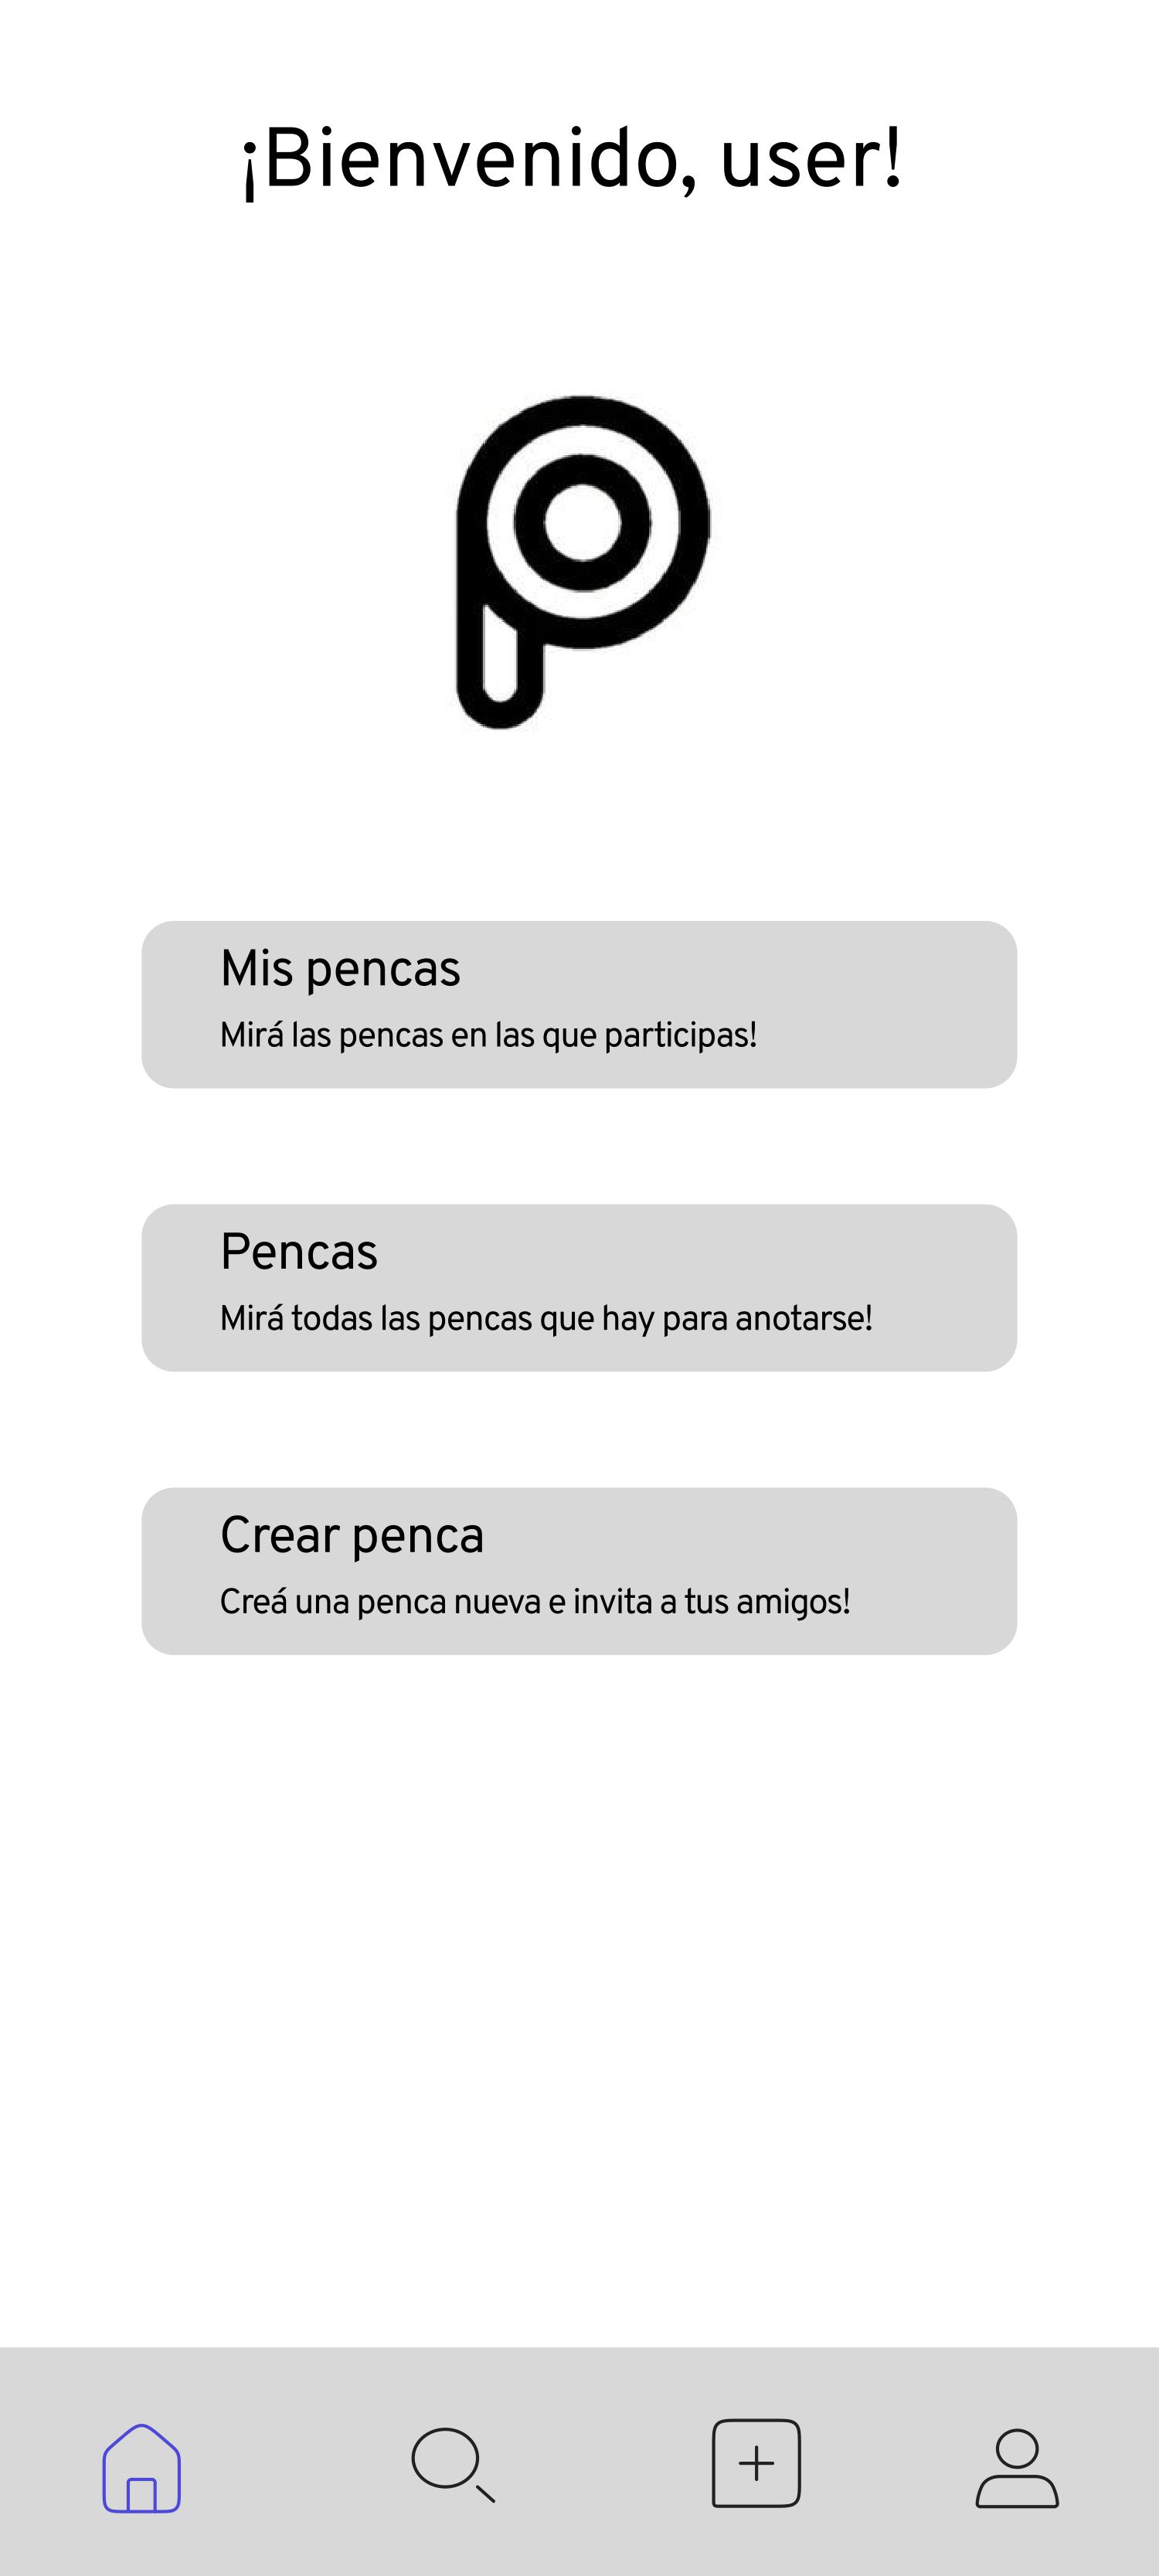 ¡Bienvenido, user!
Mis pencas
Mirá las pencas en las que participas!
Pencas
Mirá todas las pencas que hay para anotarse!
Crear penca
Creá una penca nueva e invita a tus amigos!